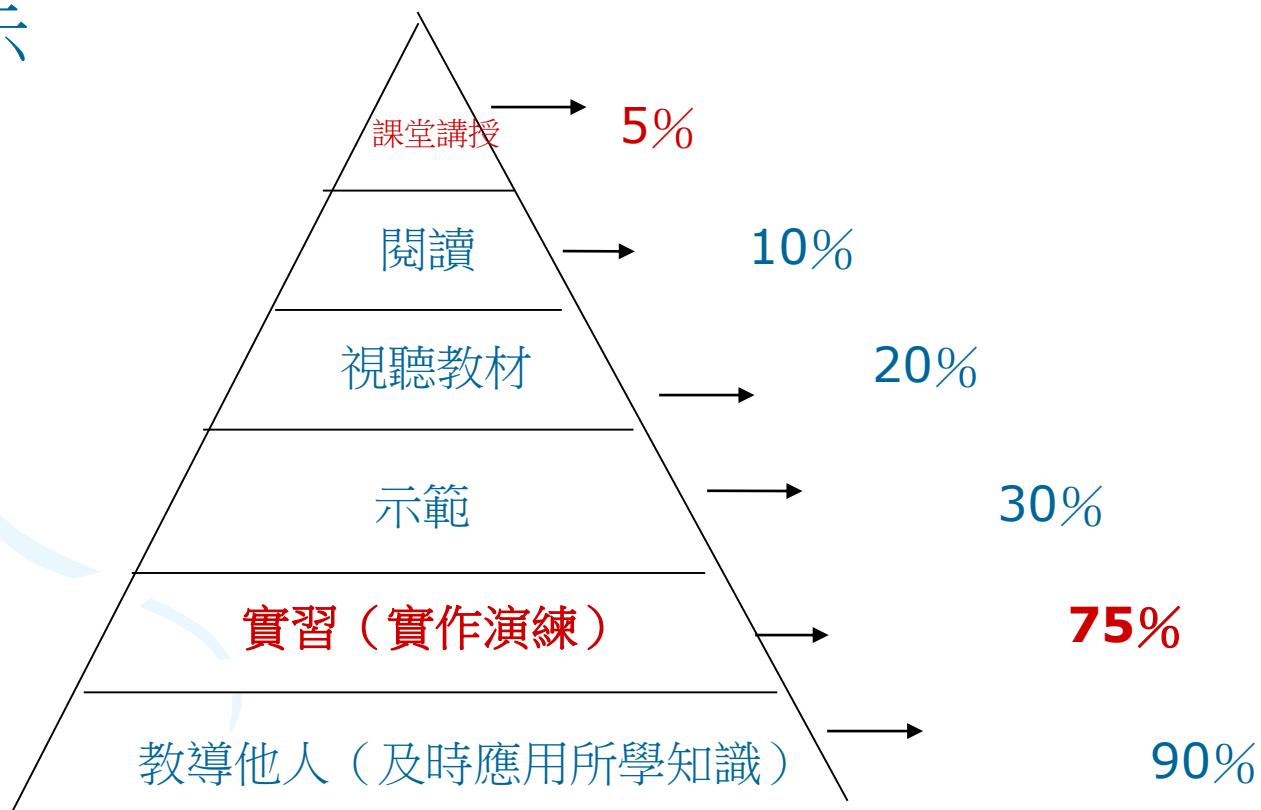 課堂講授 5%
閱讀 10%
視聽教材 20%
示範 30%
實習（實作演練） 75%
教導他人（及時應用所學知識） 90%